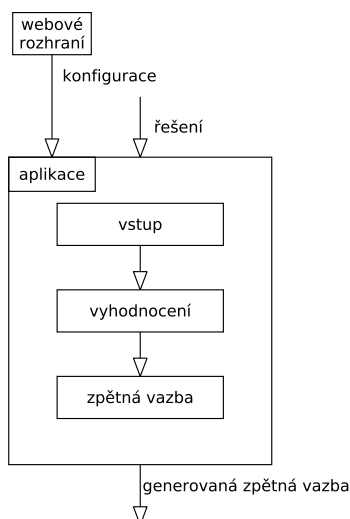 webové
rozhraní
konfigurace
řešení
aplikace
vstup
vyhodnocení
zpětná vazba
generovaná zpětná vazba